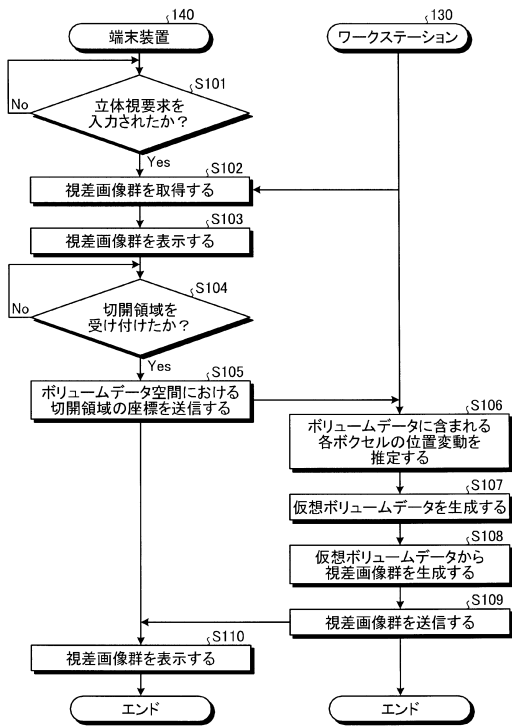 140
端末装置
130
ワークステーション
S101
立体視要求を
入力されたか？
No
Yes
S102
視差画像群を取得する
S103
視差画像群を表示する
S104
切開領域を
受け付けたか？
No
Yes
S105
ボリュームデータ空間における
切開領域の座標を送信する
S106
ボリュームデータに含まれる
各ボクセルの位置変動を
推定する
S107
仮想ボリュームデータを生成する
S108
仮想ボリュームデータから
視差画像群を生成する
S109
視差画像群を送信する
S110
視差画像群を表示する
エンド
エンド